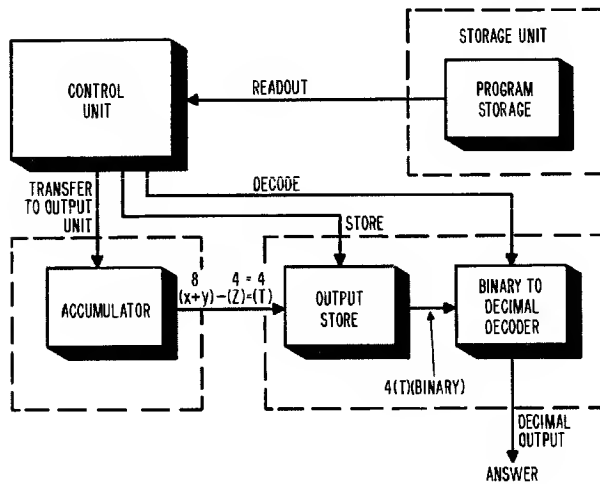 STORAGE UNIT
CONTROL
UNIT
READOUT
PROGRAM
STORAGE
TRANSFER
TO OUTPUT
UNIT
DECODE
STORE
ACCUMULATOR
8 4 = 4
(x+y)−(Z)=(T)
OUTPUT
STORE
BINARY TO
DECIMAL
DECODER
4(T)(BINARY)
DECIMAL
OUTPUT
ANSWER